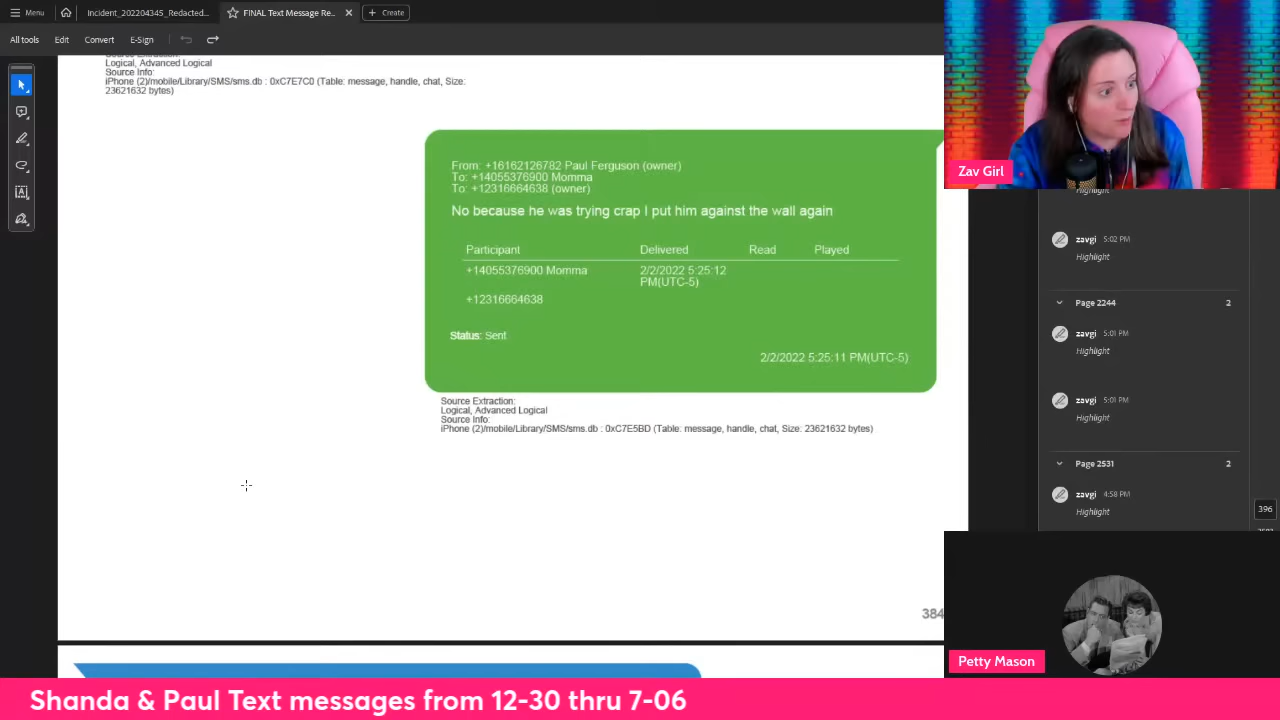 Menu
Incident_202204345_Redacted...
FINAL Text Message Re...
Create
All tools
Edit
Convert
E-Sign
Logical, Advanced Logical
Source Info:
iPhone (2)/mobile/Library/SMS/sms.db : 0xC7E7C0 (Table: message, handle, chat, Size:
23621632 bytes)
From: +16162126782 Paul Ferguson (owner)
To: +14055376900 Momma
To: +12316664638 (owner)
No because he was trying crap I put him against the wall again
Participant Delivered Read Played
+14055376900 Momma 2/2/2022 5:25:12
PM(UTC-5)
+12316664638
Status: Sent
2/2/2022 5:25:11 PM(UTC-5)
Source Extraction:
Logical, Advanced Logical
Source Info:
iPhone (2)/mobile/Library/SMS/sms.db : 0xC7E5BD (Table: message, handle, chat, Size: 23621632 bytes)
384
Zav Girl
Highlight
zavgi 5:02 PM
Highlight
Page 2244 2
zavgi 5:01 PM
Highlight
zavgi 5:01 PM
Highlight
Page 2531 2
zavgi 4:58 PM
Highlight
396
Petty Mason
Shanda & Paul Text messages from 12-30 thru 7-06